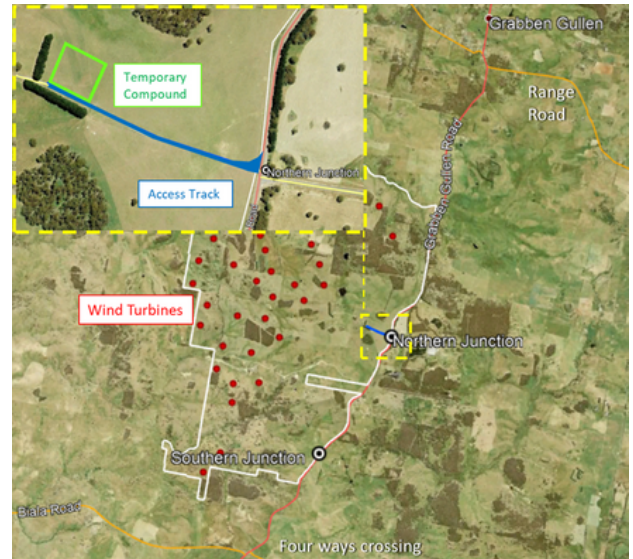 Grabben Gullen
Range
Road
Temporary
Compound
Northern Junction
Access Track
Grabben Gullen Road
Wind Turbines
Northern Junction
Southern Junction
Biala Road
Four ways crossing